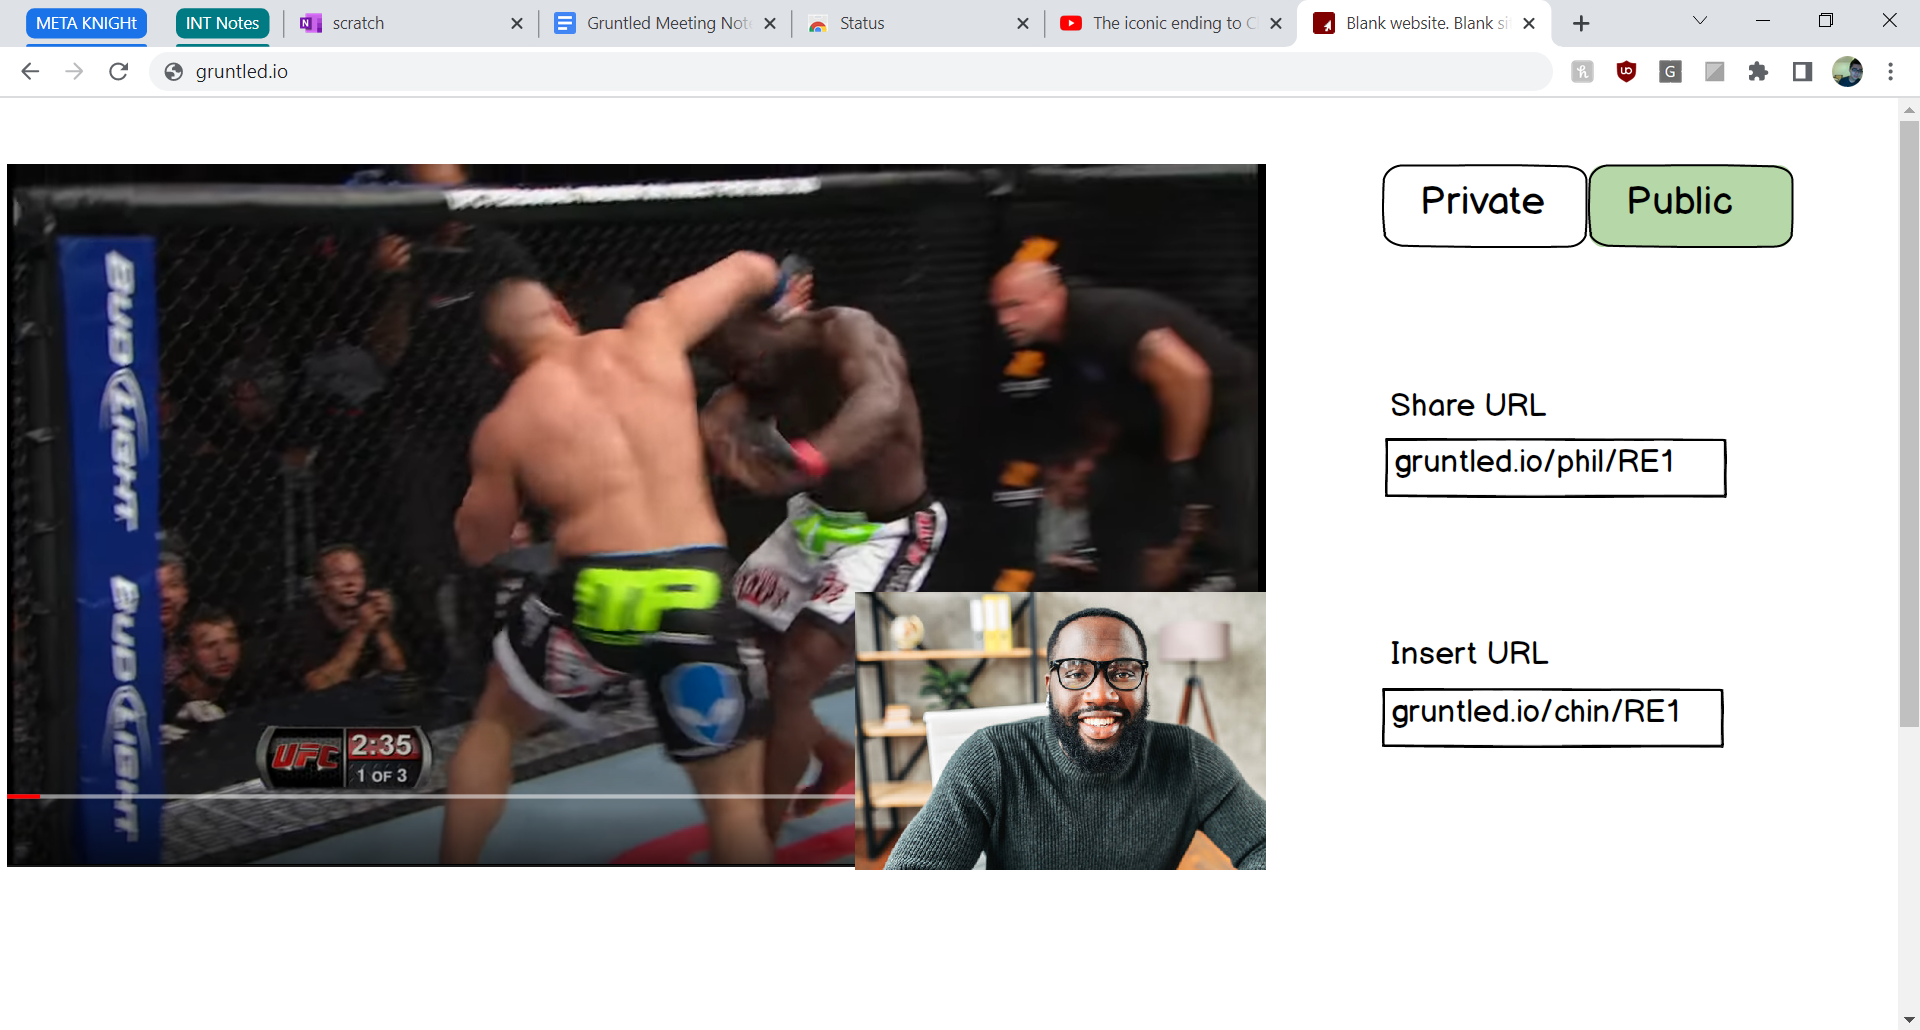 META KNIGHt
INT Notes
scratch
Gruntled Meeting Not
Status
The iconic ending to C
Blank website. Blank si
gruntled.io
Private
Public
BUD LIGHT
BUD LIGHT
UFC
2:35
1 OF 3
Share URL
gruntled.io/phil/RE1
Insert URL
gruntled.io/chin/RE1